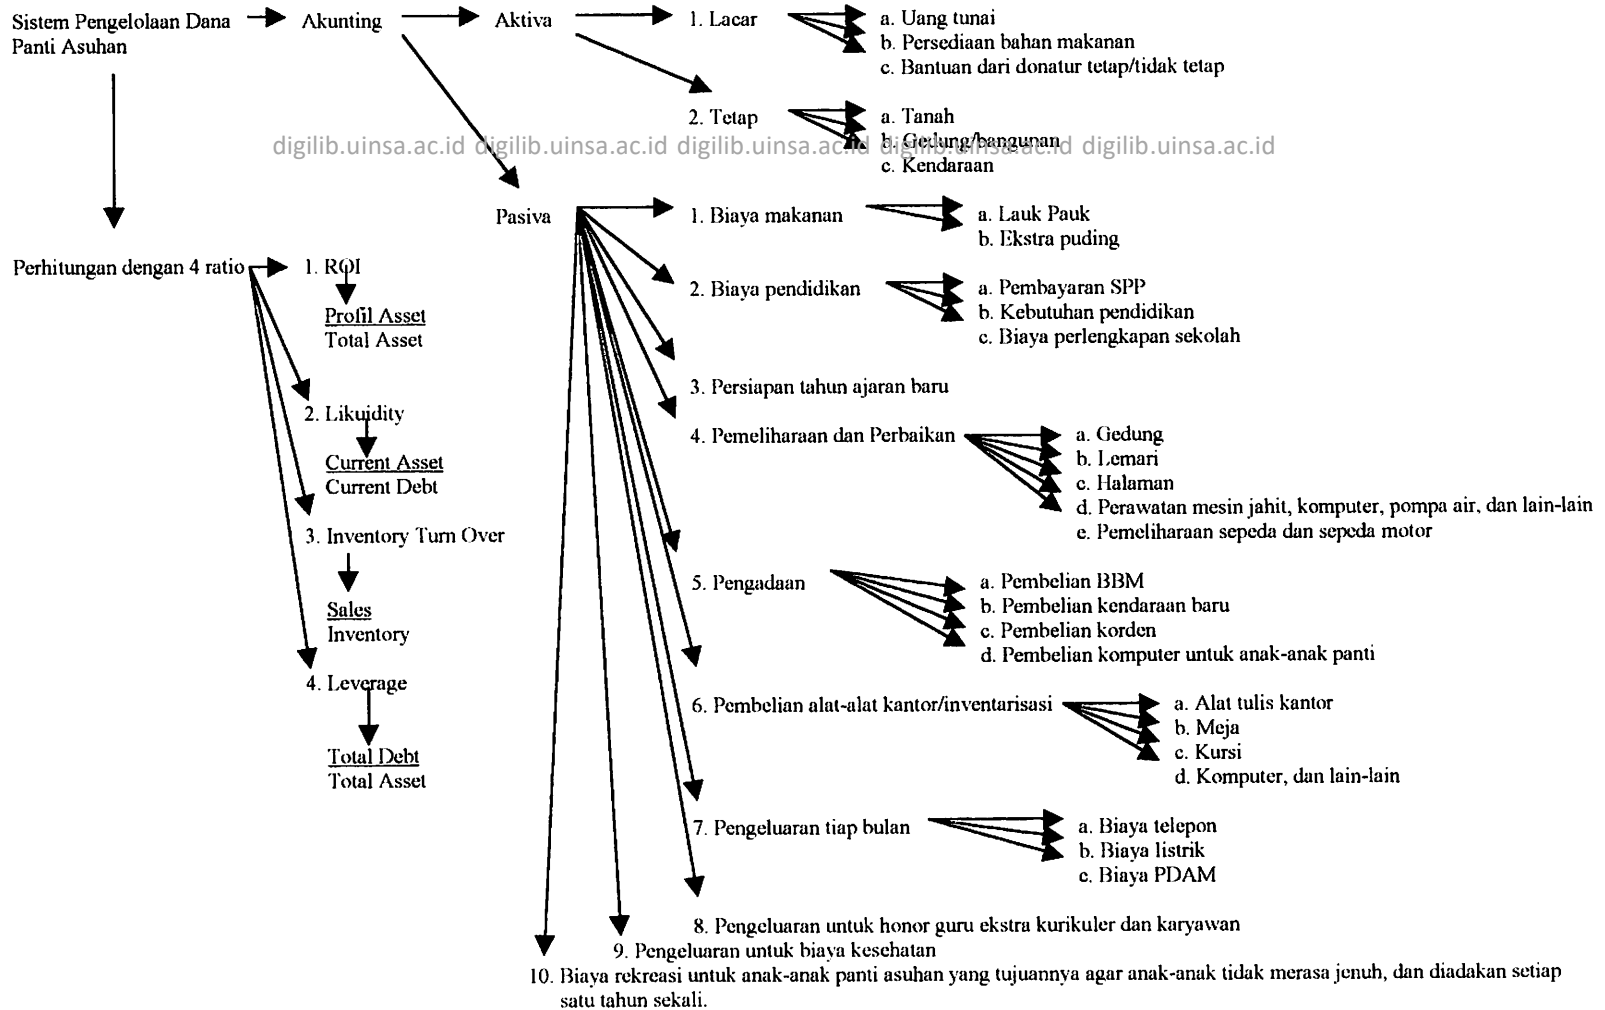 Sistem Pengelolaan Dana
Panti Asuhan
Akunting
Aktiva
1. Lacar
a. Uang tunai
b. Persediaan bahan makanan
c. Bantuan dari donatur tetap/tidak tetap
2. Tetap
a. Tanah
b. Gedung/bangunan
c. Kendaraan
digilib.uinsa.ac.id digilib.uinsa.ac.id digilib.uinsa.ac.id digilib.uinsa.ac.id digilib.uinsa.ac.id
Pasiva
1. Biaya makanan
a. Lauk Pauk
b. Ekstra puding
2. Biaya pendidikan
a. Pembayaran SPP
b. Kebutuhan pendidikan
c. Biaya perlengkapan sekolah
3. Persiapan tahun ajaran baru
4. Pemeliharaan dan Perbaikan
a. Gedung
b. Lemari
c. Halaman
d. Perawatan mesin jahit, komputer, pompa air, dan lain-lain
e. Pemeliharaan sepeda dan sepeda motor
5. Pengadaan
a. Pembelian BBM
b. Pembelian kendaraan baru
c. Pembelian korden
d. Pembelian komputer untuk anak-anak panti
6. Pembelian alat-alat kantor/inventarisasi
a. Alat tulis kantor
b. Meja
c. Kursi
d. Komputer, dan lain-lain
7. Pengeluaran tiap bulan
a. Biaya telepon
b. Biaya listrik
c. Biaya PDAM
8. Pengeluaran untuk honor guru ekstra kurikuler dan karyawan
9. Pengeluaran untuk biaya kesehatan
10. Biaya rekreasi untuk anak-anak panti asuhan yang tujuannya agar anak-anak tidak merasa jenuh, dan diadakan setiap
satu tahun sekali.
Perhitungan dengan 4 ratio
1. ROI
Profil Asset
Total Asset
2. Likuidity
Current Asset
Current Debt
3. Inventory Turn Over
Sales
Inventory
4. Leverage
Total Debt
Total Asset